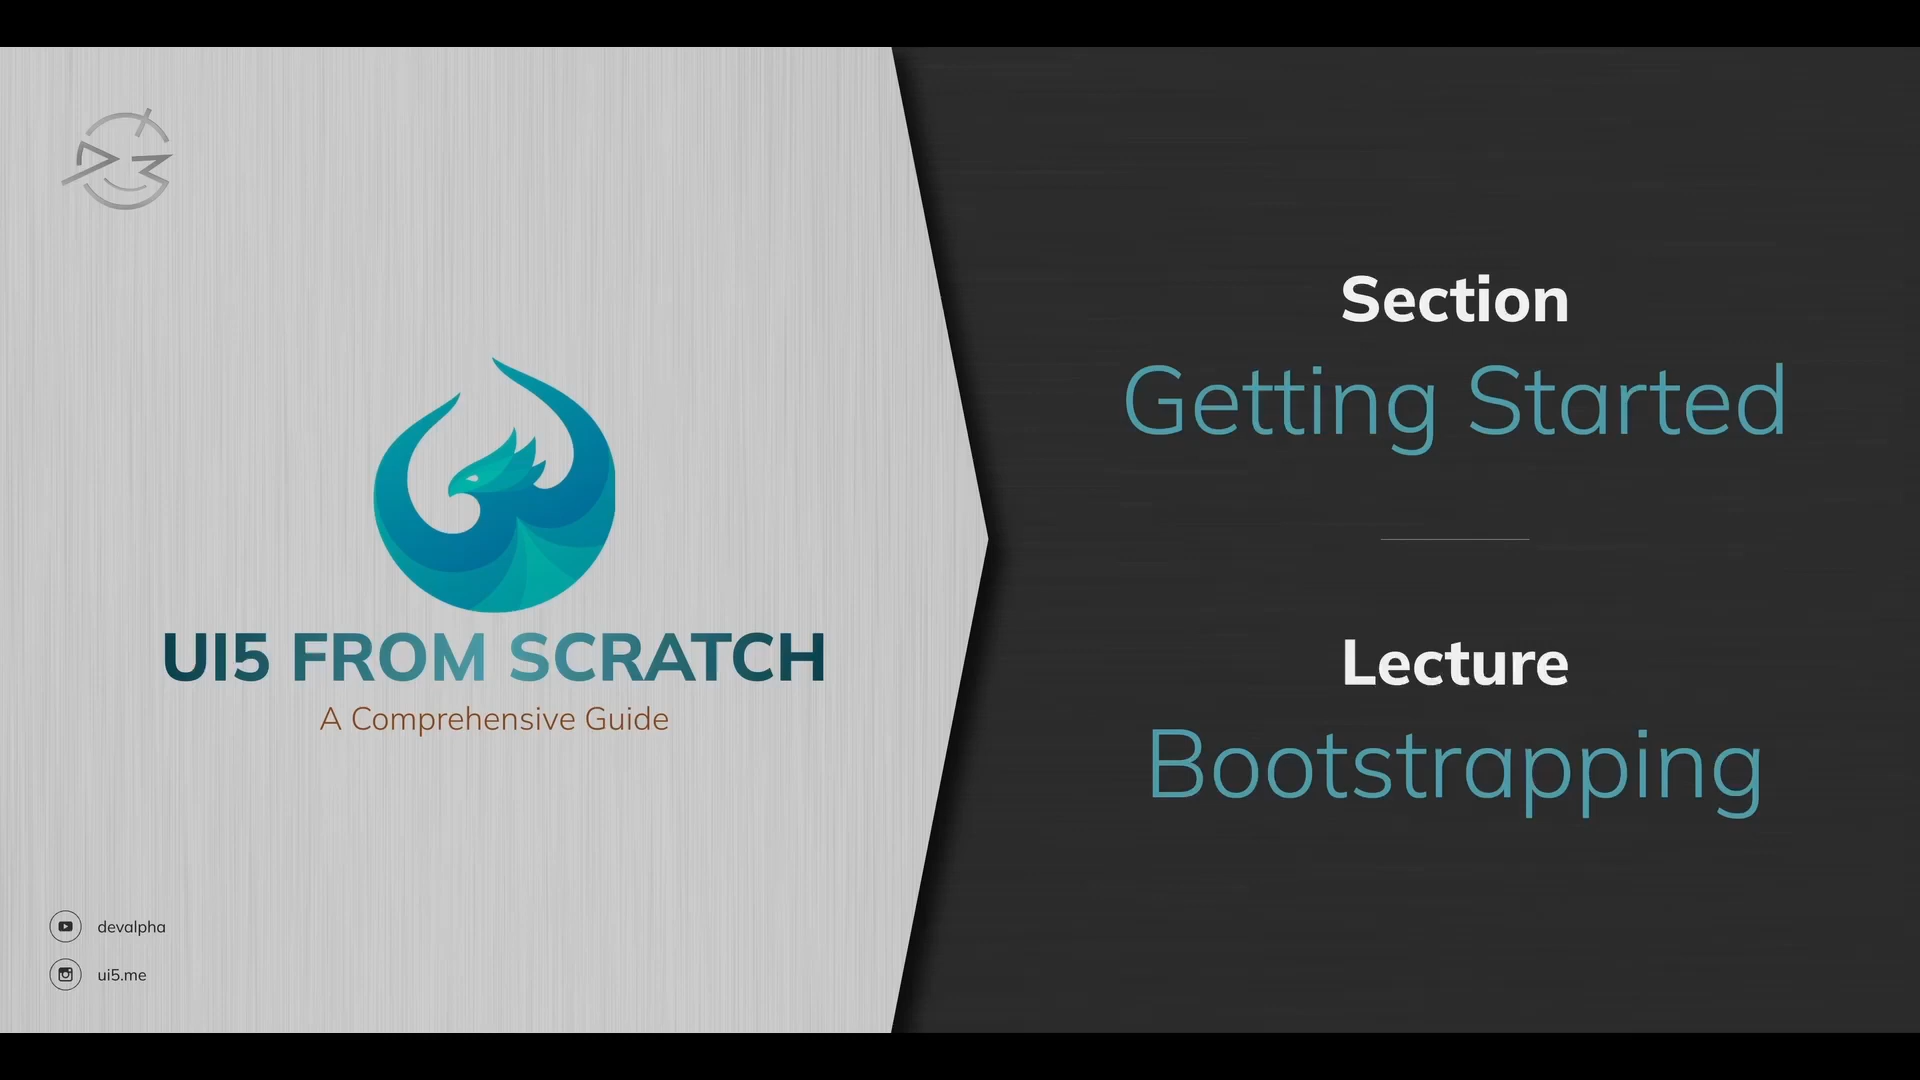 UI5 FROM SCRATCH
A Comprehensive Guide
devalpha
ui5.me
Section
Getting Started
Lecture
Bootstrapping